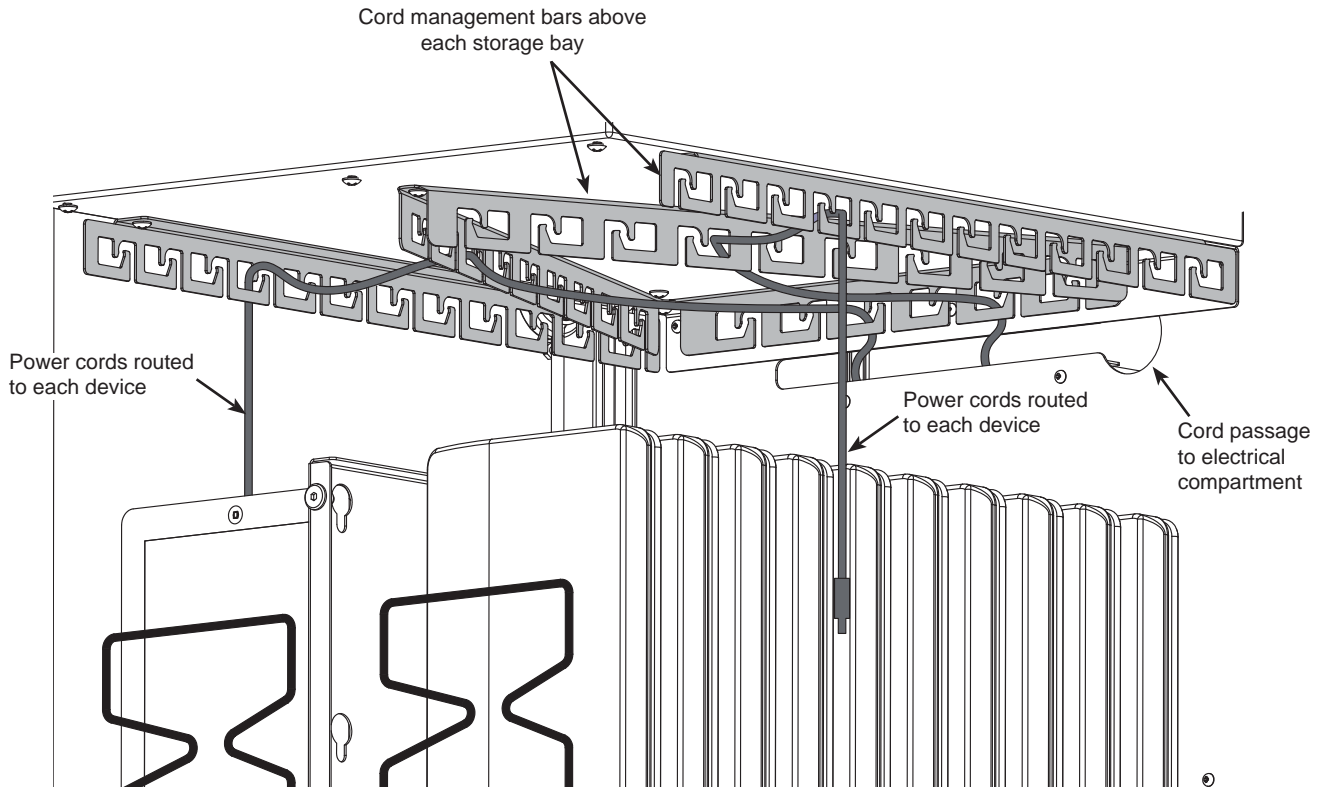 Cord management bars above
each storage bay
Power cords routed
to each device
Power cords routed
to each device
Cord passage
to electrical
compartment